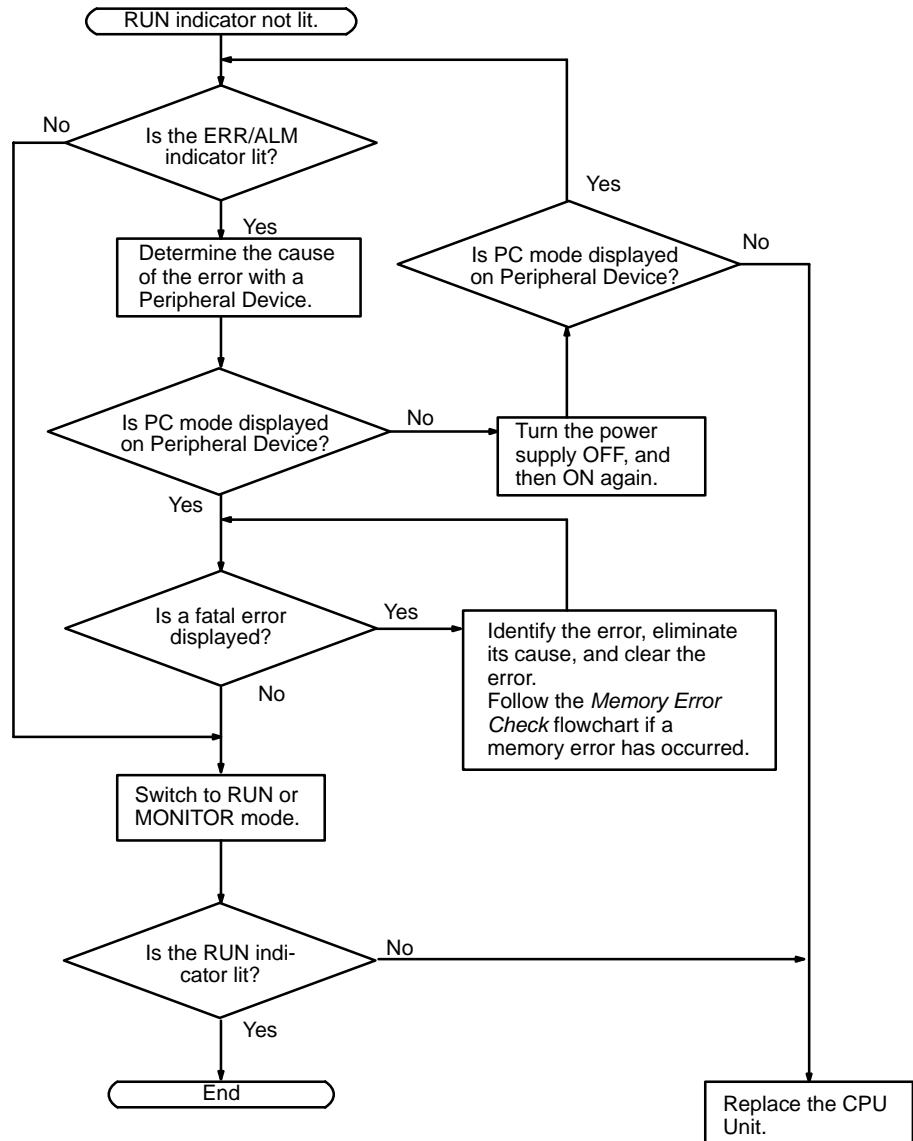 RUN indicator not lit.
No
Is the ERR/ALM
indicator lit?
Yes
Yes
Determine the cause
of the error with a
Peripheral Device.
Is PC mode displayed
on Peripheral Device?
No
Is PC mode displayed
on Peripheral Device?
No
Turn the power
supply OFF, and
then ON again.
Yes
Is a fatal error
displayed?
Yes
Identify the error, eliminate
its cause, and clear the
error.
Follow the Memory Error
Check flowchart if a
memory error has occurred.
No
Switch to RUN or
MONITOR mode.
Is the RUN indi-
cator lit?
No
Yes
End
Replace the CPU
Unit.